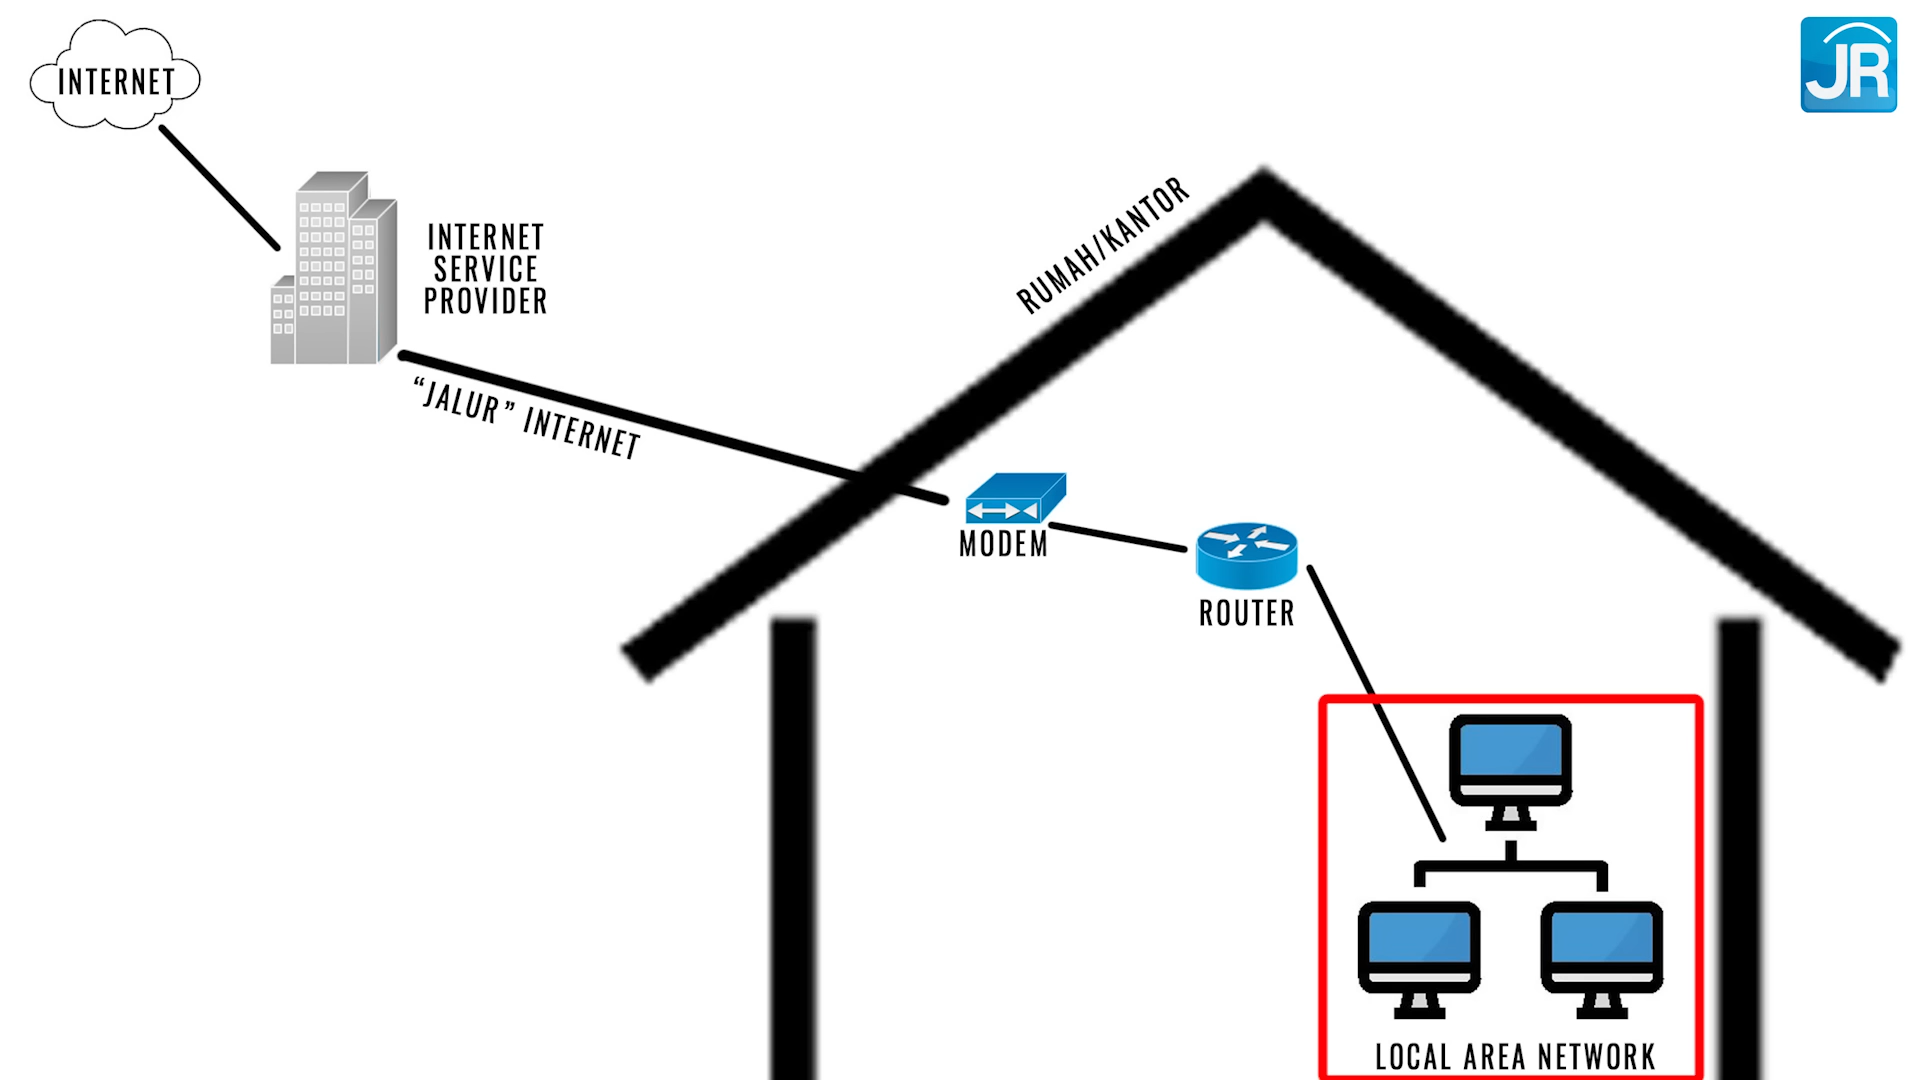 INTERNET
JR
INTERNET
SERVICE
PROVIDER
RUMAH/KANTOR
“JALUR” INTERNET
MODEM
ROUTER
LOCAL AREA NETWORK